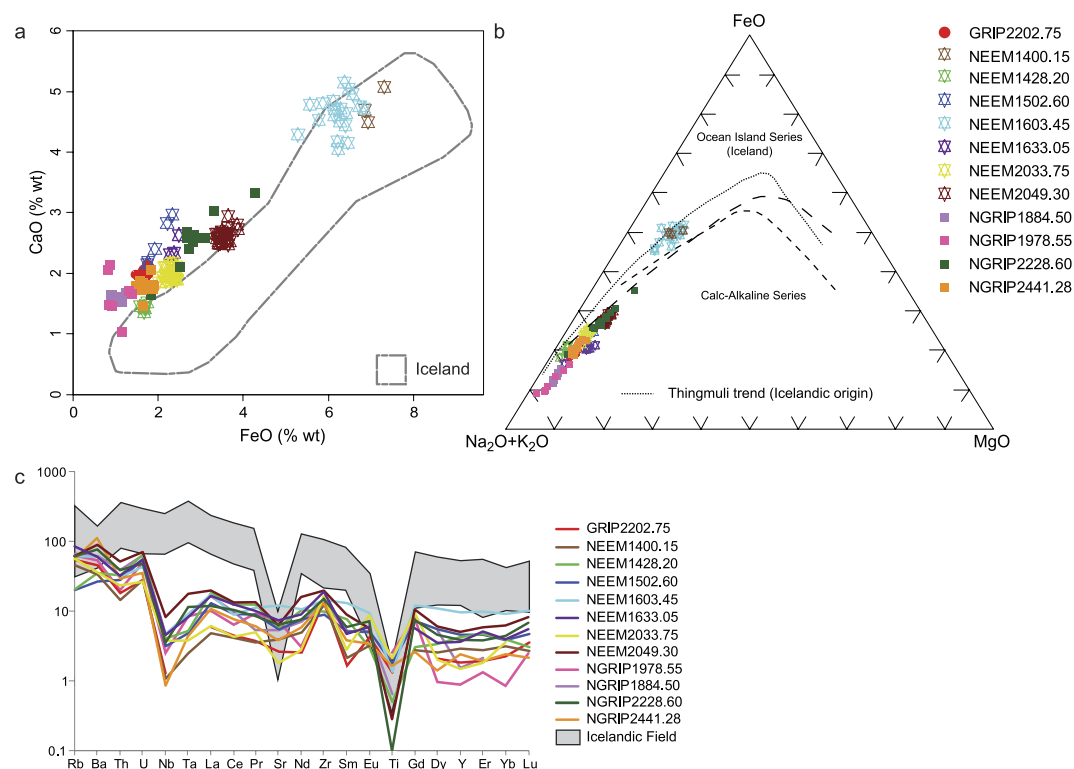 a
6
5
4
3
2
1
0
CaO (% wt)
0
2
4
6
8
FeO (% wt)
Iceland
b
FeO
Ocean Island Series
(Iceland)
Calc-Alkaline Series
Thingmuli trend (Icelandic origin)
Na₂O+K₂O
MgO
GRIP2202.75
NEEM1400.15
NEEM1428.20
NEEM1502.60
NEEM1603.45
NEEM1633.05
NEEM2033.75
NEEM2049.30
NGRIP1884.50
NGRIP1978.55
NGRIP2228.60
NGRIP2441.28
c
1000
100
10
1
0.1
Rb Ba Th U Nb Ta La Ce Pr Sr Nd Zr Sm Eu Ti Gd Dy Y Er Yb Lu
GRIP2202.75
NEEM1400.15
NEEM1428.20
NEEM1502.60
NEEM1603.45
NEEM1633.05
NEEM2033.75
NEEM2049.30
NGRIP1978.55
NGRIP1884.50
NGRIP2228.60
NGRIP2441.28
Icelandic Field